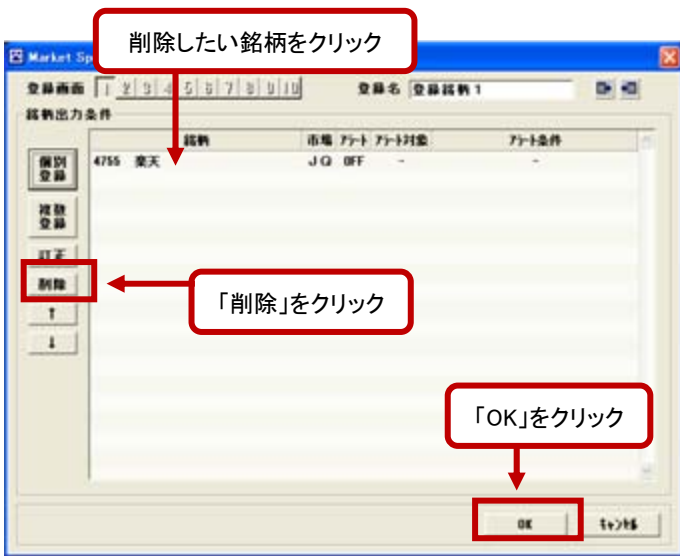 削除したい銘柄をクリック
Market Sp
登録画面 1 2 3 4 5 6 7 8 9 10 登録名 登録銘柄1
銘柄出力条件
銘柄 市場 アラート アラート対象 アラート条件
個別登録
4755 楽天 JQ OFF - -
複数登録
訂正
削除
「削除」をクリック
↑
↓
「OK」をクリック
OK キャンセル